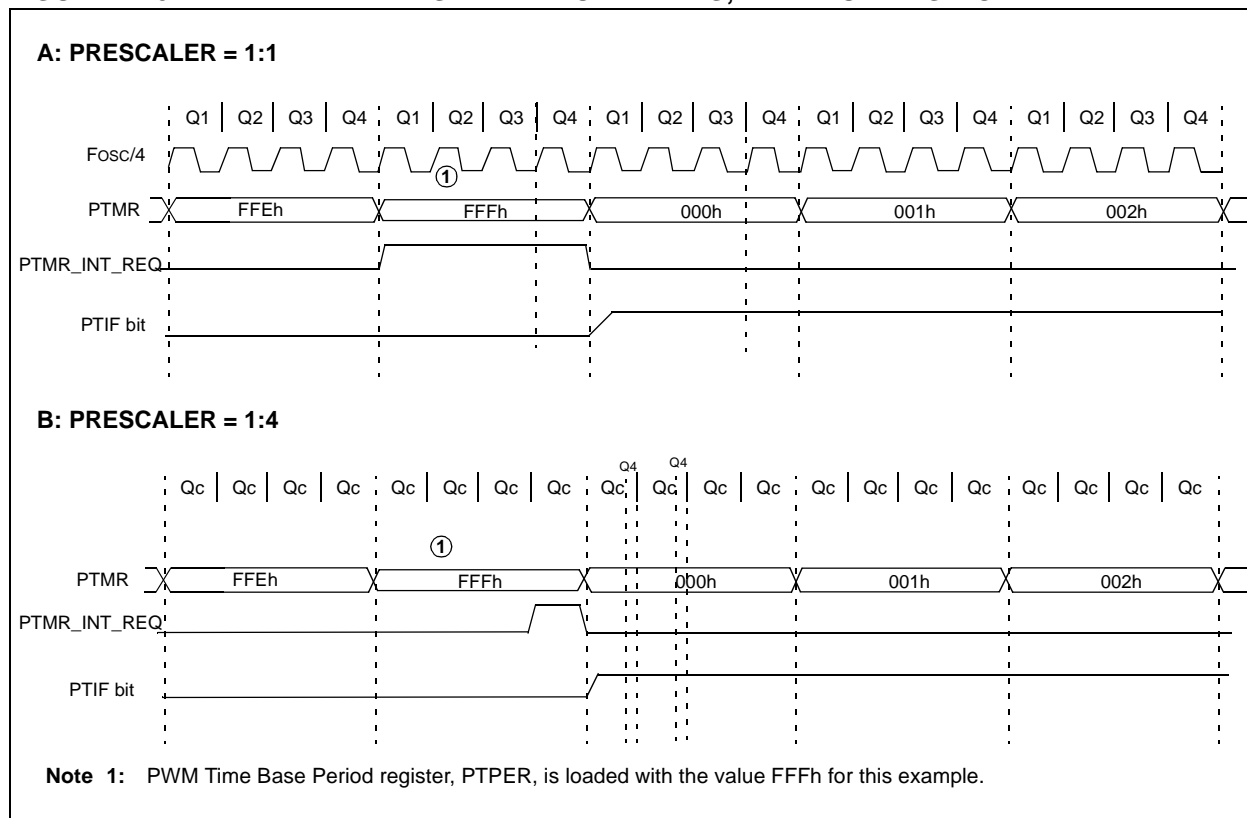 A: PRESCALER = 1:1
Q1 Q2 Q3 Q4 Q1 Q2 Q3 Q4 Q1 Q2 Q3 Q4 Q1 Q2 Q3 Q4 Q1 Q2 Q3 Q4
FOSC/4
1
PTMR FFEh FFFh 000h 001h 002h
PTMR_INT_REQ
PTIF bit
B: PRESCALER = 1:4
Q4 Q4
Qc Qc Qc Qc Qc Qc Qc Qc Qc Qc Qc Qc Qc Qc Qc Qc Qc Qc Qc Qc
1
PTMR FFEh FFFh 000h 001h 002h
PTMR_INT_REQ
PTIF bit
Note 1: PWM Time Base Period register, PTPER, is loaded with the value FFFh for this example.